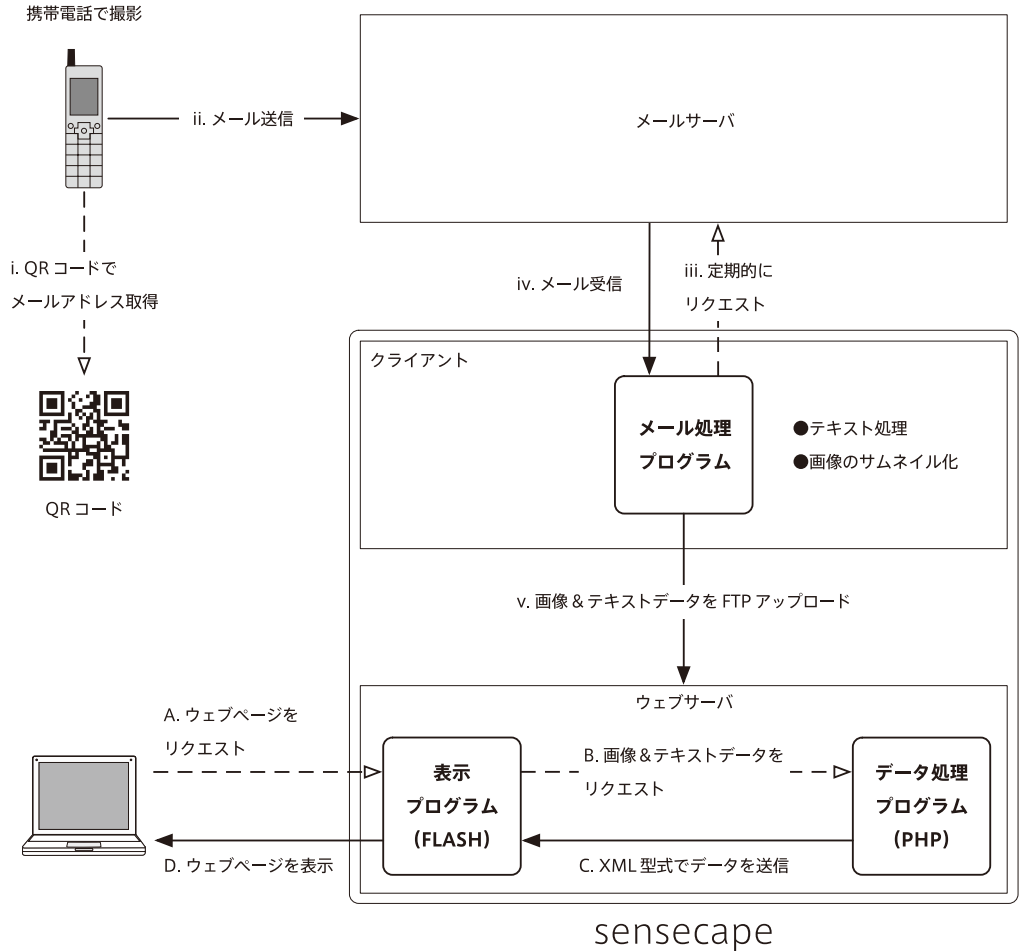 携帯電話で撮影
ii. メール送信
メールサーバ
i. QR コードで
メールアドレス取得
iv. メール受信
iii. 定期的に
リクエスト
QR コード
クライアント
メール処理
プログラム
●テキスト処理
●画像のサムネイル化
v. 画像 & テキストデータを FTP アップロード
ウェブサーバ
A. ウェブページを
リクエスト
表示
プログラム
(FLASH)
B. 画像&テキストデータを
リクエスト
データ処理
プログラム
(PHP)
D. ウェブページを表示
C. XML 型式でデータを送信
sensecape